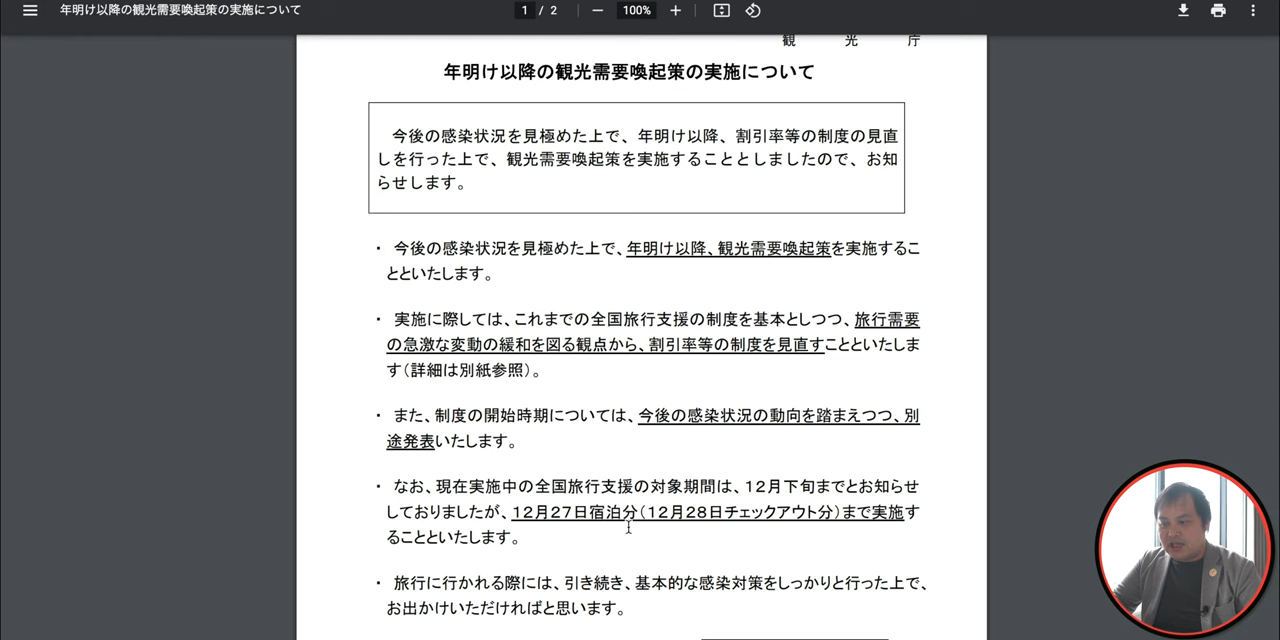 年明け以降の観光需要喚起策の実施について
1 / 2
100%
観光庁
年明け以降の観光需要喚起策の実施について
今後の感染状況を見極めた上で、年明け以降、割引率等の制度の見直
しを行った上で、観光需要喚起策を実施することとしましたので、お知
らせします。
・ 今後の感染状況を見極めた上で、年明け以降、観光需要喚起策を実施するこ
とといたします。
・ 実施に際しては、これまでの全国旅行支援の制度を基本としつつ、旅行需要
の急激な変動の緩和を図る観点から、割引率等の制度を見直すことといたしま
す（詳細は別紙参照）。
・ また、制度の開始時期については、今後の感染状況の動向を踏まえつつ、別
途発表いたします。
・ なお、現在実施中の全国旅行支援の対象期間は、１２月下旬までとお知らせ
しておりましたが、１２月２７日宿泊分（１２月２８日チェックアウト分）まで実施す
ることといたします。
・ 旅行に行かれる際には、引き続き、基本的な感染対策をしっかりと行った上で、
お出かけいただければと思います。